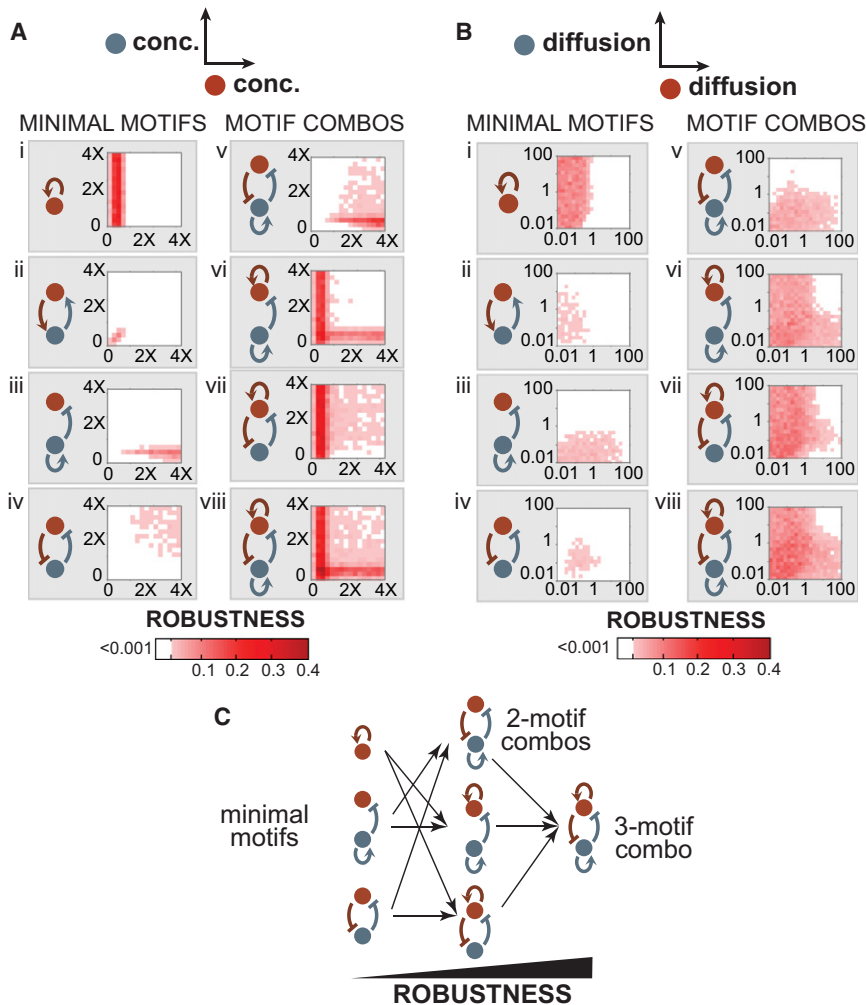 A
conc.
conc.
MINIMAL MOTIFS
MOTIF COMBOS
i
4X
2X
0
0
2X
4X
ii
4X
2X
0
2X
4X
iii
4X
2X
0
2X
4X
iv
4X
2X
0
2X
4X
v
4X
2X
0
0
2X
4X
vi
4X
2X
0
0
2X
4X
vii
4X
2X
0
0
2X
4X
viii
4X
2X
0
0
2X
4X
ROBUSTNESS
<0.001
0.1
0.2
0.3
0.4
B
diffusion
diffusion
MINIMAL MOTIFS
MOTIF COMBOS
i
100
1
0.01
0.01
1
100
ii
100
1
0.01
0.01
1
100
iii
100
1
0.01
0.01
1
100
iv
100
1
0.01
0.01
1
100
v
100
1
0.01
0.01
1
100
vi
100
1
0.01
0.01
1
100
vii
100
1
0.01
0.01
1
100
viii
100
1
0.01
0.01
1
100
ROBUSTNESS
<0.001
0.1
0.2
0.3
0.4
C
minimal
motifs
2-motif
combos
3-motif
combo
ROBUSTNESS